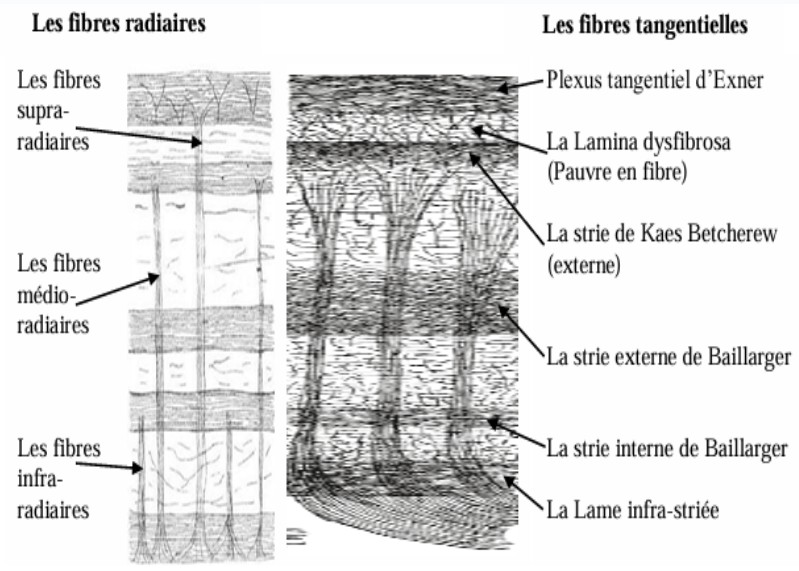 Les fibres radiaires
Les fibres
supra-
radiaires
Les fibres
médio-
radiaires
Les fibres
infra-
radiaires
Les fibres tangentielles
Plexus tangentiel d'Exner
La Lamina dysfibrosa
(Pauvre en fibre)
La strie de Kaes Betcherew
(externe)
La strie externe de Baillarger
La strie interne de Baillarger
La Lame infra-striée